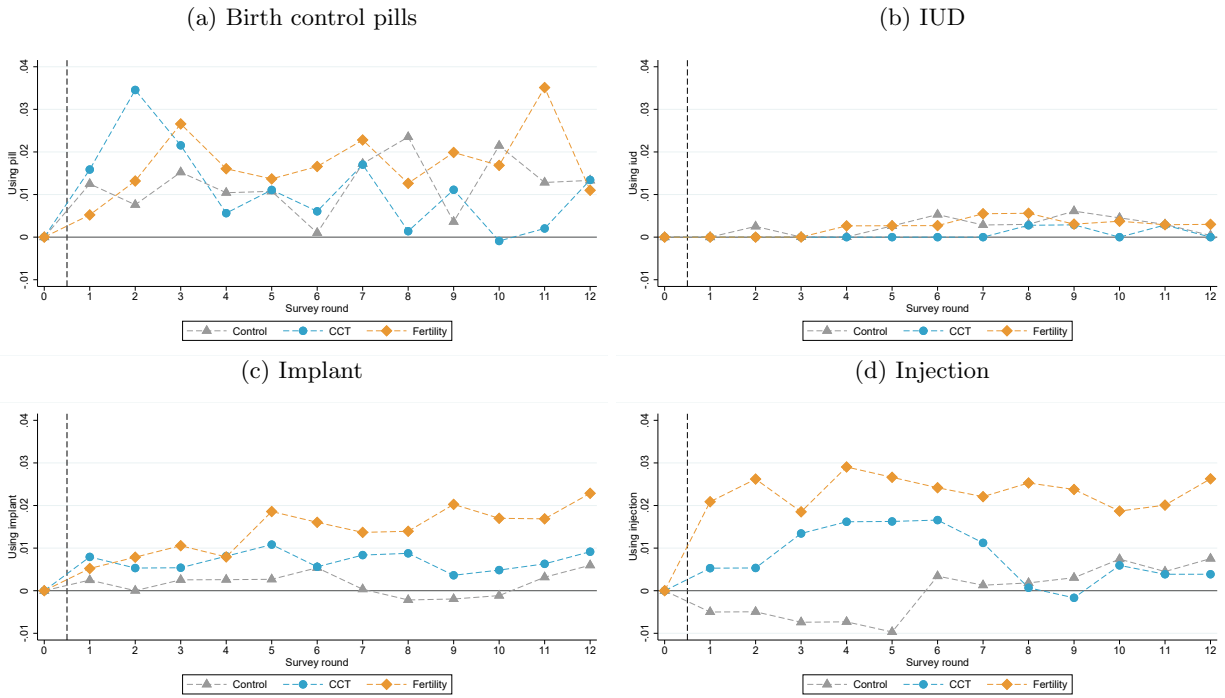 (a) Birth control pills
Using pill
.04
.03
.02
.01
0
-.01
0 1 2 3 4 5 6 7 8 9 10 11 12
Survey round
Control CCT Fertility
(b) IUD
Using iud
.04
.03
.02
.01
0
-.01
0 1 2 3 4 5 6 7 8 9 10 11 12
Survey round
Control CCT Fertility
(c) Implant
Using implant
.04
.03
.02
.01
0
-.01
0 1 2 3 4 5 6 7 8 9 10 11 12
Survey round
Control CCT Fertility
(d) Injection
Using injection
.04
.03
.02
.01
0
-.01
0 1 2 3 4 5 6 7 8 9 10 11 12
Survey round
Control CCT Fertility